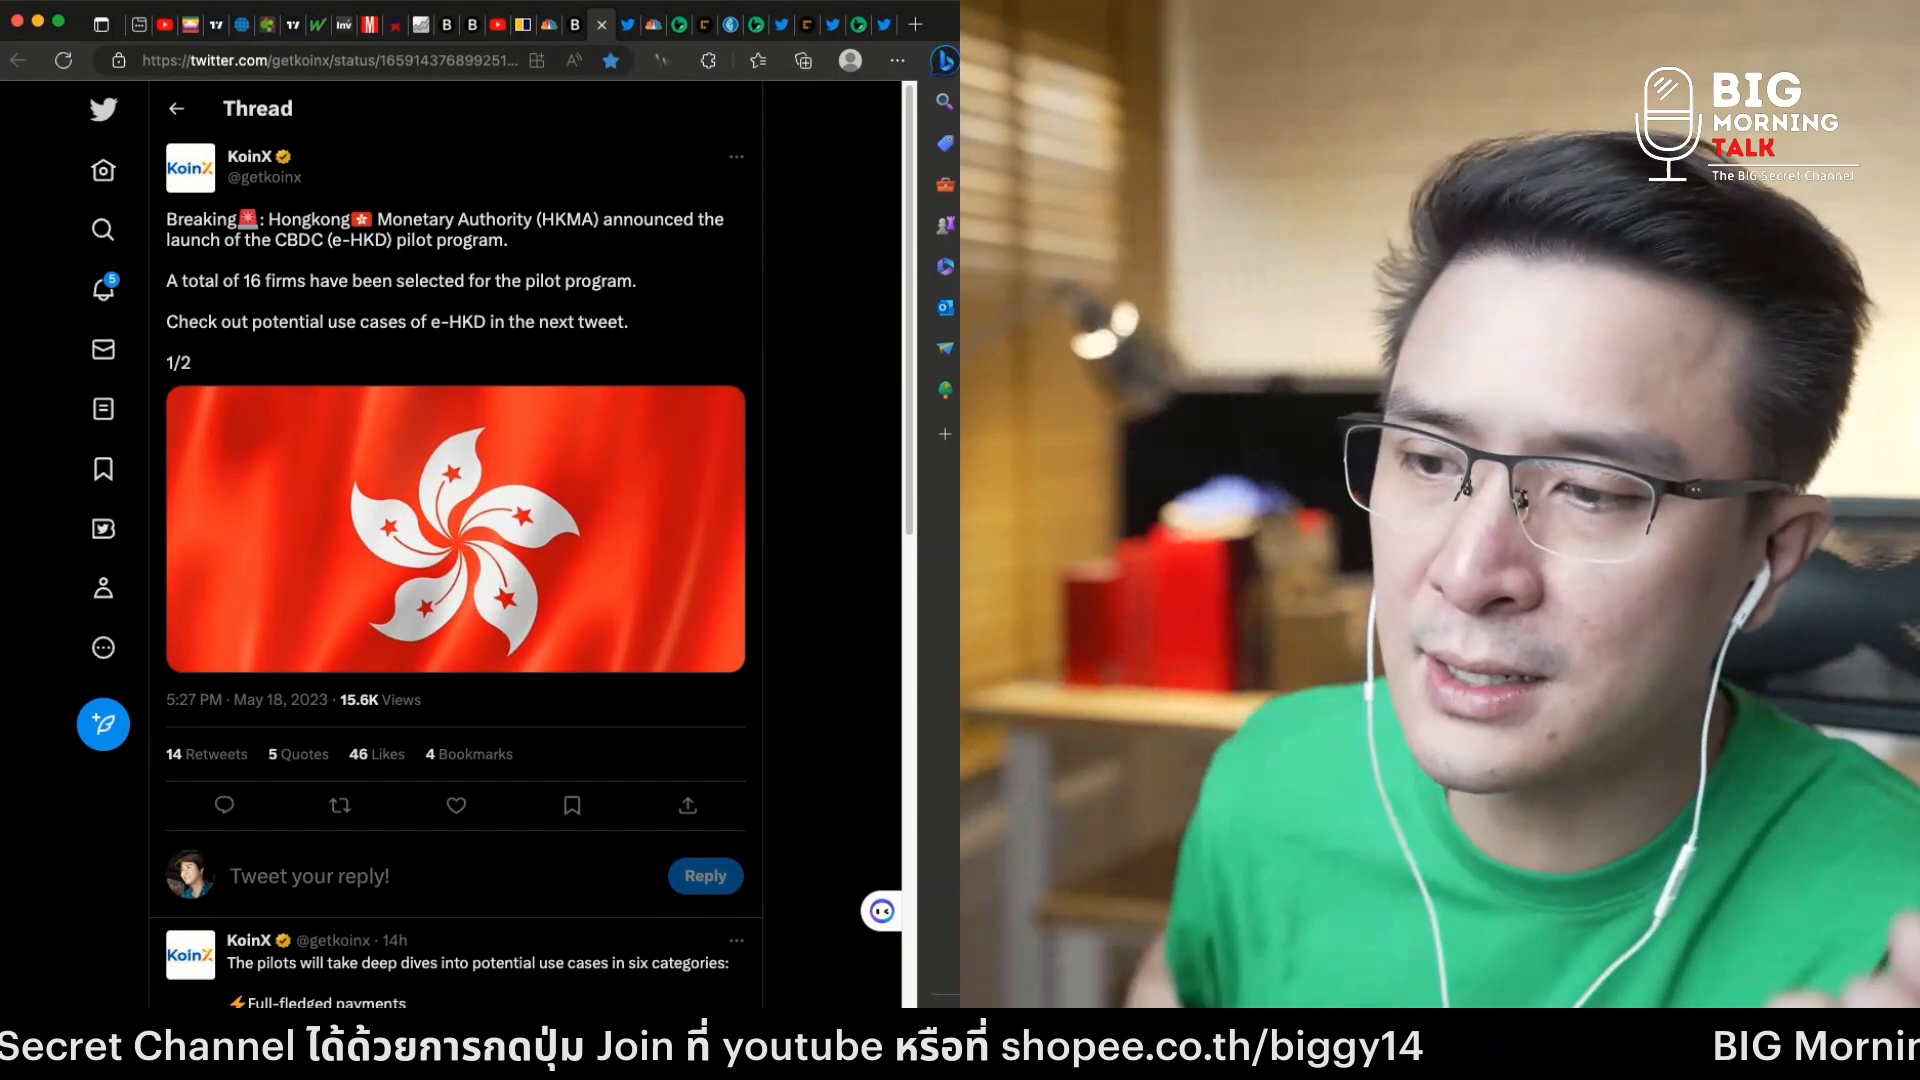 https://twitter.com/getkoinx/status/165914376899251...
Thread
KoinX
@getkoinx
KoinX
Breaking🚨: Hongkong🇭🇰 Monetary Authority (HKMA) announced the
launch of the CBDC (e-HKD) pilot program.
A total of 16 firms have been selected for the pilot program.
Check out potential use cases of e-HKD in the next tweet.
1/2
5:27 PM · May 18, 2023 · 15.6K Views
14 Retweets 5 Quotes 46 Likes 4 Bookmarks
Tweet your reply!
Reply
KoinX
KoinX @getkoinx · 14h
The pilots will take deep dives into potential use cases in six categories:
⚡Full-fledged payments
5
BIG
MORNING
TALK
The BIG Secret Channel
Secret Channel ได้ด้วยการกดปุ่ม Join ที่ youtube หรือที่ shopee.co.th/biggy14 BIG